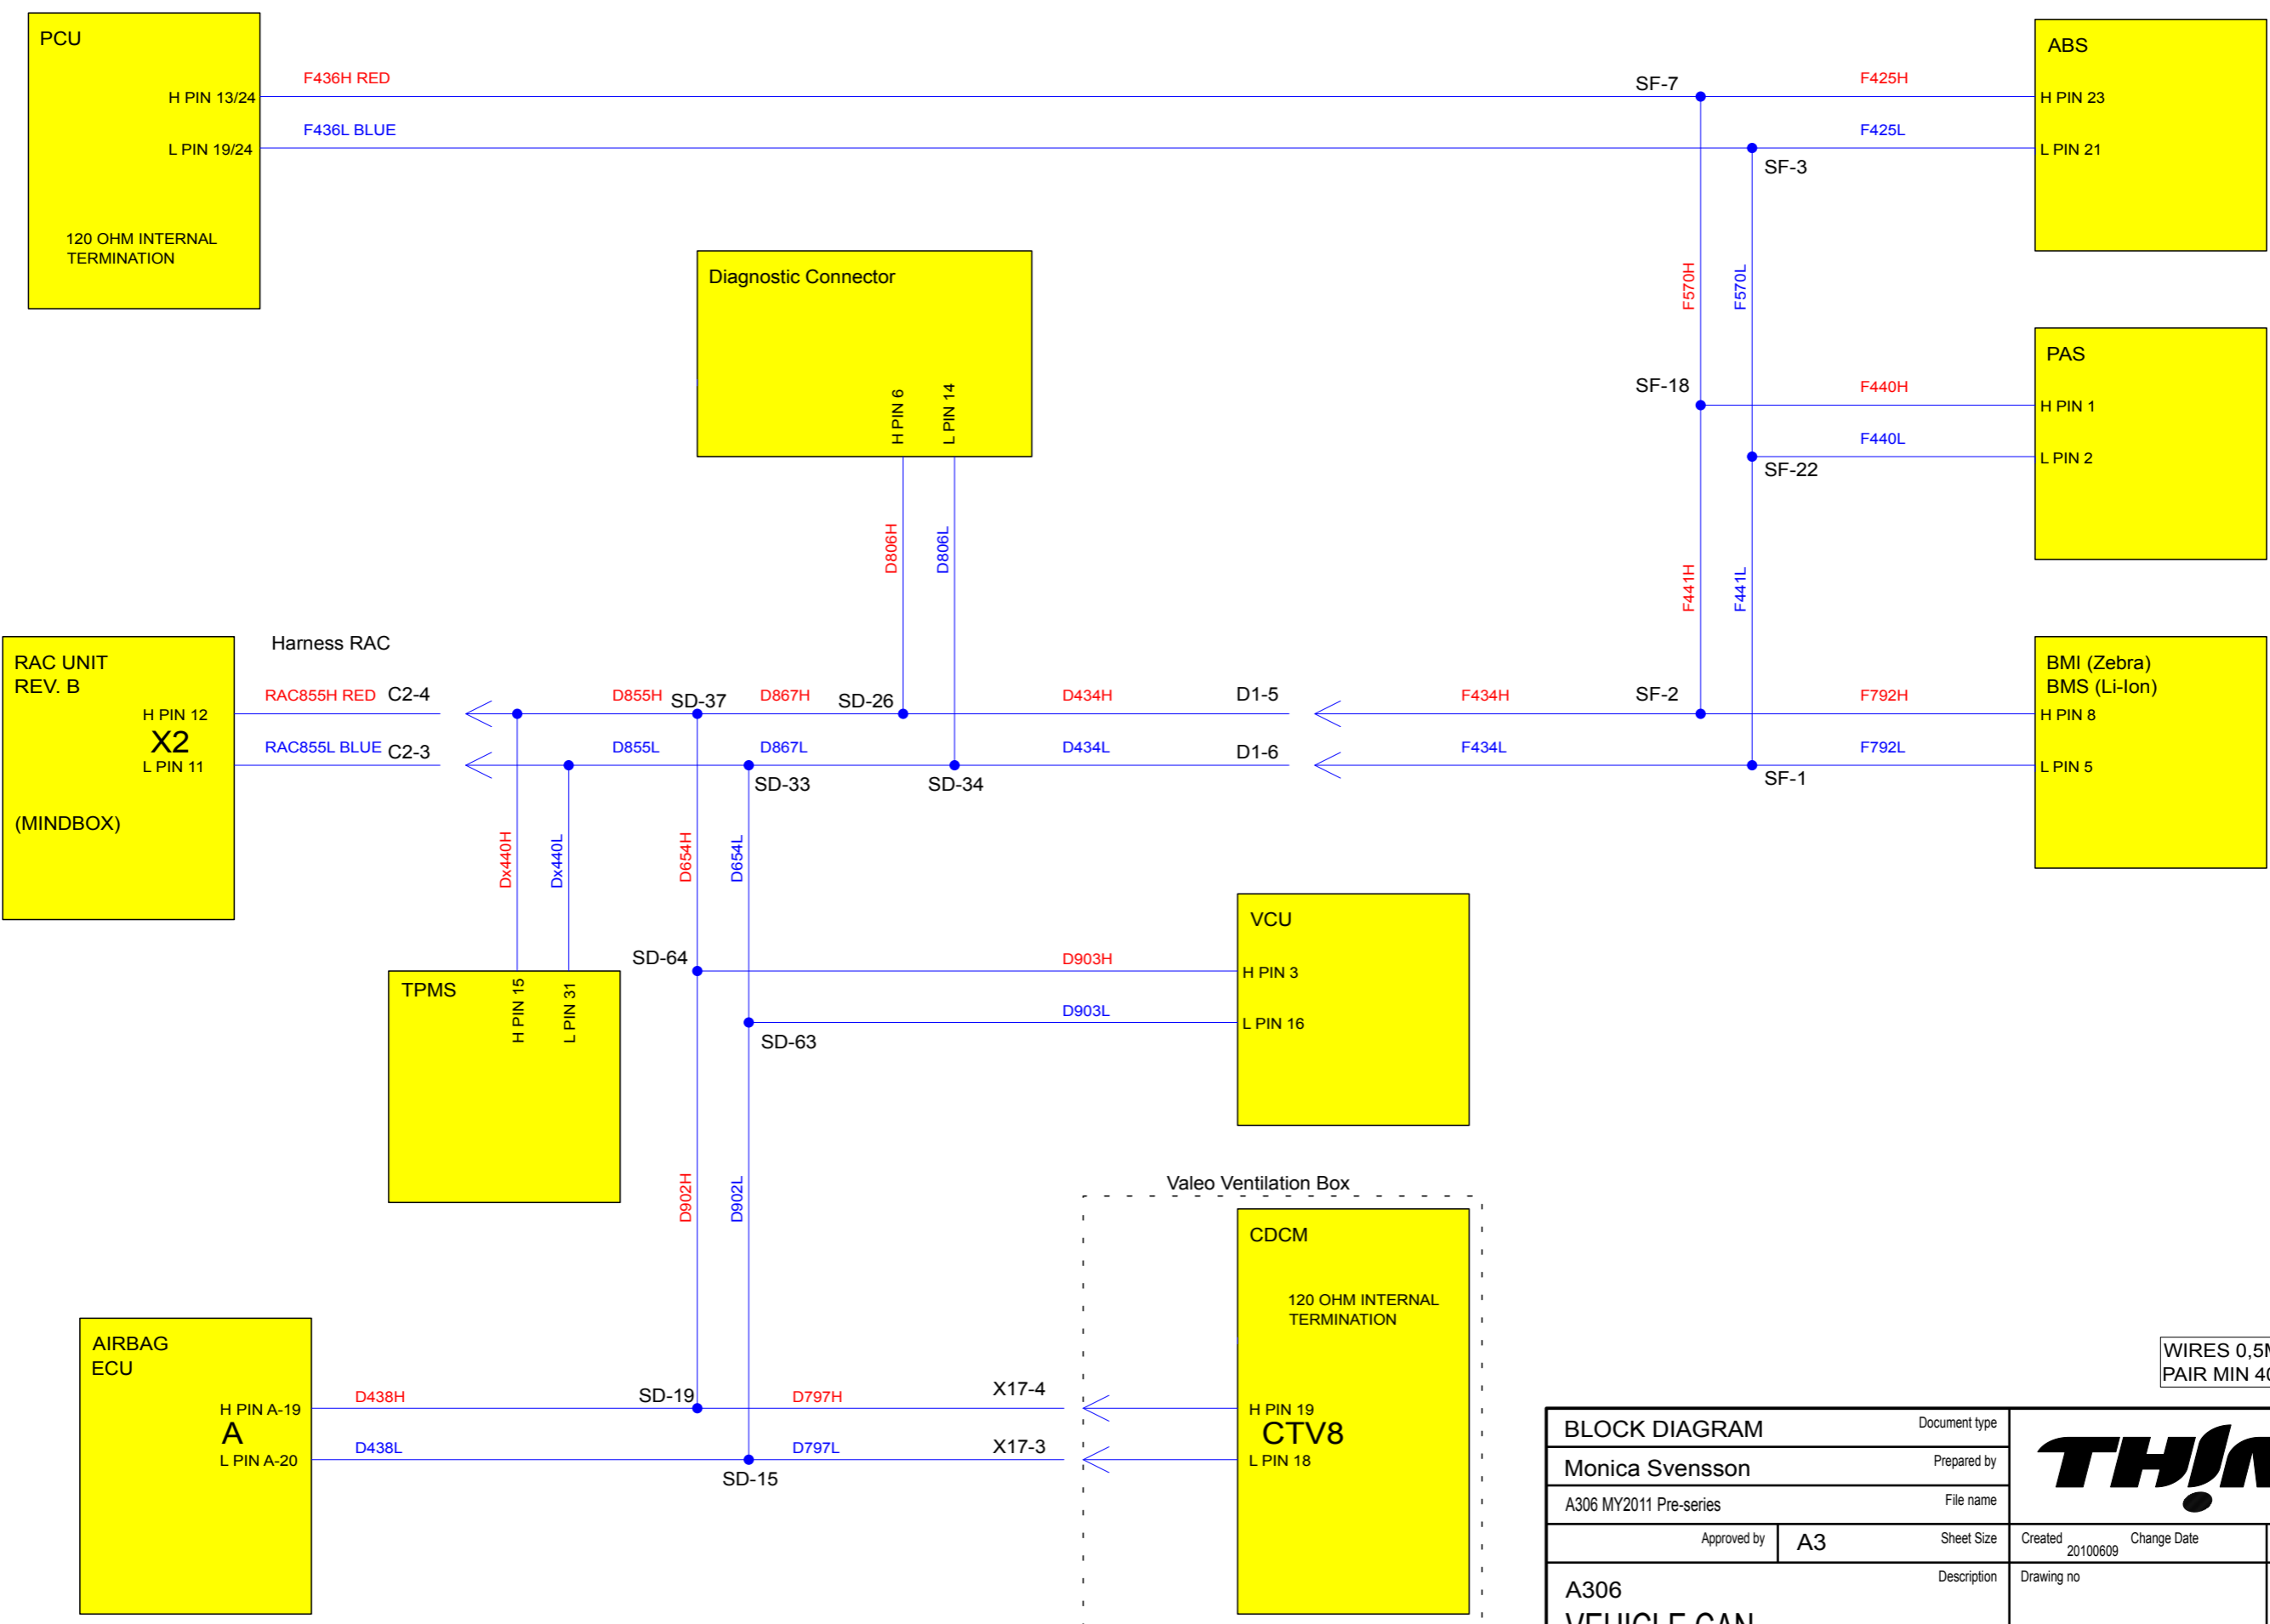 PCU
H PIN 13/24
L PIN 19/24
120 OHM INTERNAL
TERMINATION
F436H RED
F436L BLUE
SF-7
SF-3
F425H
F425L
ABS
H PIN 23
L PIN 21
Diagnostic Connector
H PIN 6
L PIN 14
F570H
F570L
PAS
SF-18
F440H
H PIN 1
F440L
L PIN 2
SF-22
D806H
D806L
F441H
F441L
Harness RAC
RAC UNIT
REV. B
H PIN 12
X2
L PIN 11
(MINDBOX)
RAC855H RED
C2-4
D855H
SD-37
D867H
SD-26
D434H
D1-5
F434H
SF-2
F792H
RAC855L BLUE
C2-3
D855L
D867L
D434L
D1-6
F434L
F792L
SD-33
SD-34
SF-1
BMI (Zebra)
BMS (Li-Ion)
H PIN 8
L PIN 5
Dx440H
Dx440L
D654H
D654L
TPMS
H PIN 15
L PIN 31
SD-64
SD-63
D903H
D903L
VCU
H PIN 3
L PIN 16
D902H
D902L
Valeo Ventilation Box
CDCM
120 OHM INTERNAL
TERMINATION
H PIN 19
CTV8
L PIN 18
AIRBAG
ECU
H PIN A-19
A
L PIN A-20
D438H
SD-19
D797H
X17-4
D438L
D797L
X17-3
SD-15
WIRES 0,5
PAIR MIN 40
BLOCK DIAGRAM
Document type
Monica Svensson
Prepared by
A306 MY2011 Pre-series
File name
Approved by
A3
Sheet Size
Created
20100609
Change Date
A306
Description
Drawing no
VEHICLE CAN